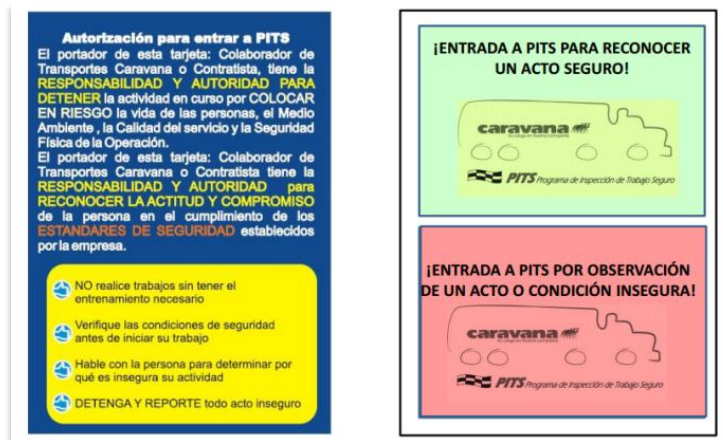 Autorización para entrar a PITS
El portador de esta tarjeta: Colaborador de
Transportes Caravana o Contratista, tiene la
RESPONSABILIDAD Y AUTORIDAD PARA
DETENER la actividad en curso por COLOCAR
EN RIESGO la vida de las personas, el Medio
Ambiente , la Calidad del servicio y la Seguridad
Física de la Operación.
El portador de esta tarjeta: Colaborador de
Transportes Caravana o Contratista tiene la
RESPONSABILIDAD Y AUTORIDAD para
RECONOCER LA ACTITUD Y COMPROMISO
de la persona en el cumplimiento de los
ESTANDARES DE SEGURIDAD establecidos
por la empresa.
NO realice trabajos sin tener el
entrenamiento necesario
Verifique las condiciones de seguridad
antes de iniciar su trabajo
Hable con la persona para determinar por
qué es insegura su actividad
DETENGA Y REPORTE todo acto inseguro
¡ENTRADA A PITS PARA RECONOCER
UN ACTO SEGURO!
caravana
PITS Programa de Inspección de Trabajo Seguro
¡ENTRADA A PITS POR OBSERVACIÓN
DE UN ACTO O CONDICIÓN INSEGURA!
caravana
PITS Programa de Inspección de Trabajo Seguro